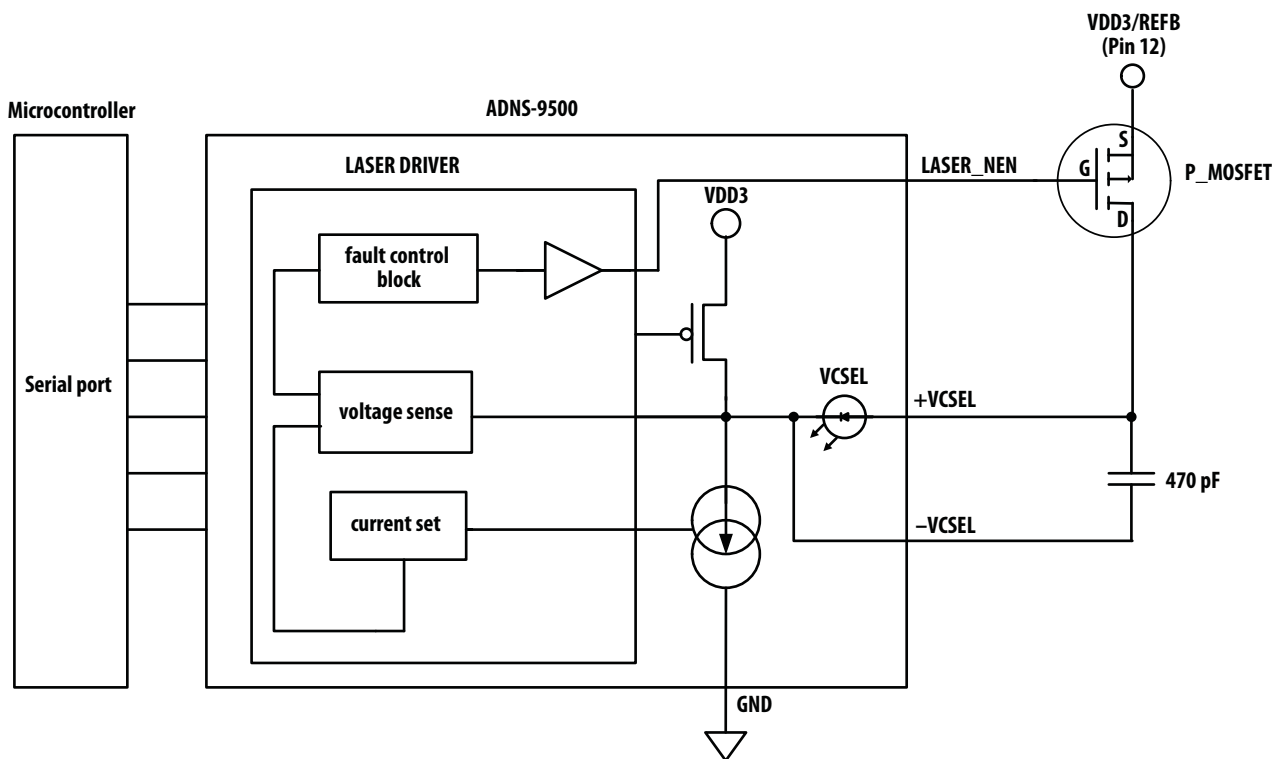 VDD3/REFB
(Pin 12)
Microcontroller
ADNS-9500
LASER DRIVER
LASER_NEN
S
G
D
P_MOSFET
VDD3
fault control
block
Serial port
voltage sense
VCSEL
+VCSEL
470 pF
current set
–VCSEL
GND